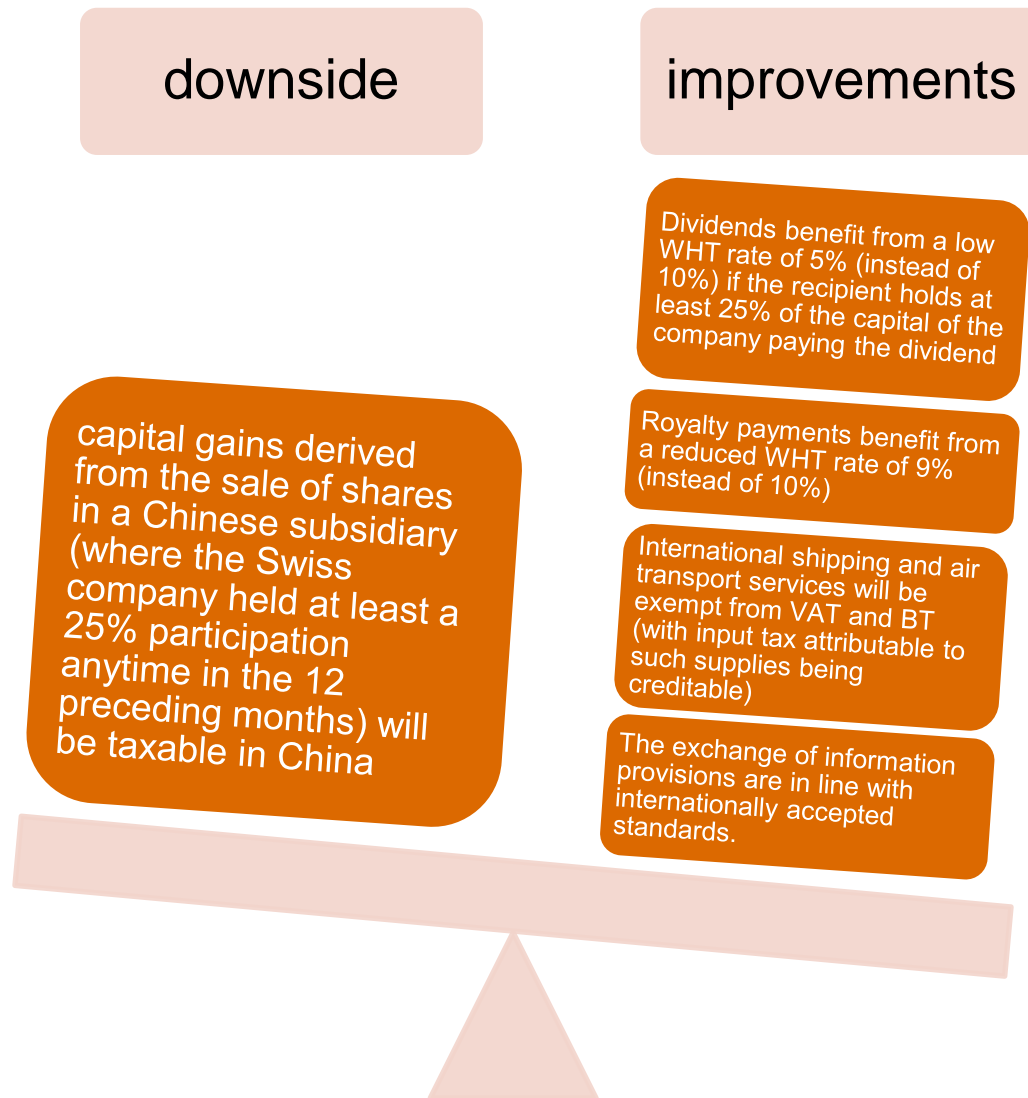 downside
improvements
capital gains derived
from the sale of shares
in a Chinese subsidiary
(where the Swiss
company held at least a
25% participation
anytime in the 12
preceding months) will
be taxable in China
Dividends benefit from a low
WHT rate of 5% (instead of
10%) if the recipient holds at
least 25% of the capital of the
company paying the dividend
Royalty payments benefit from
a reduced WHT rate of 9%
(instead of 10%)
International shipping and air
transport services will be
exempt from VAT and BT
(with input tax attributable to
such supplies being
creditable)
The exchange of information
provisions are in line with
internationally accepted
standards.